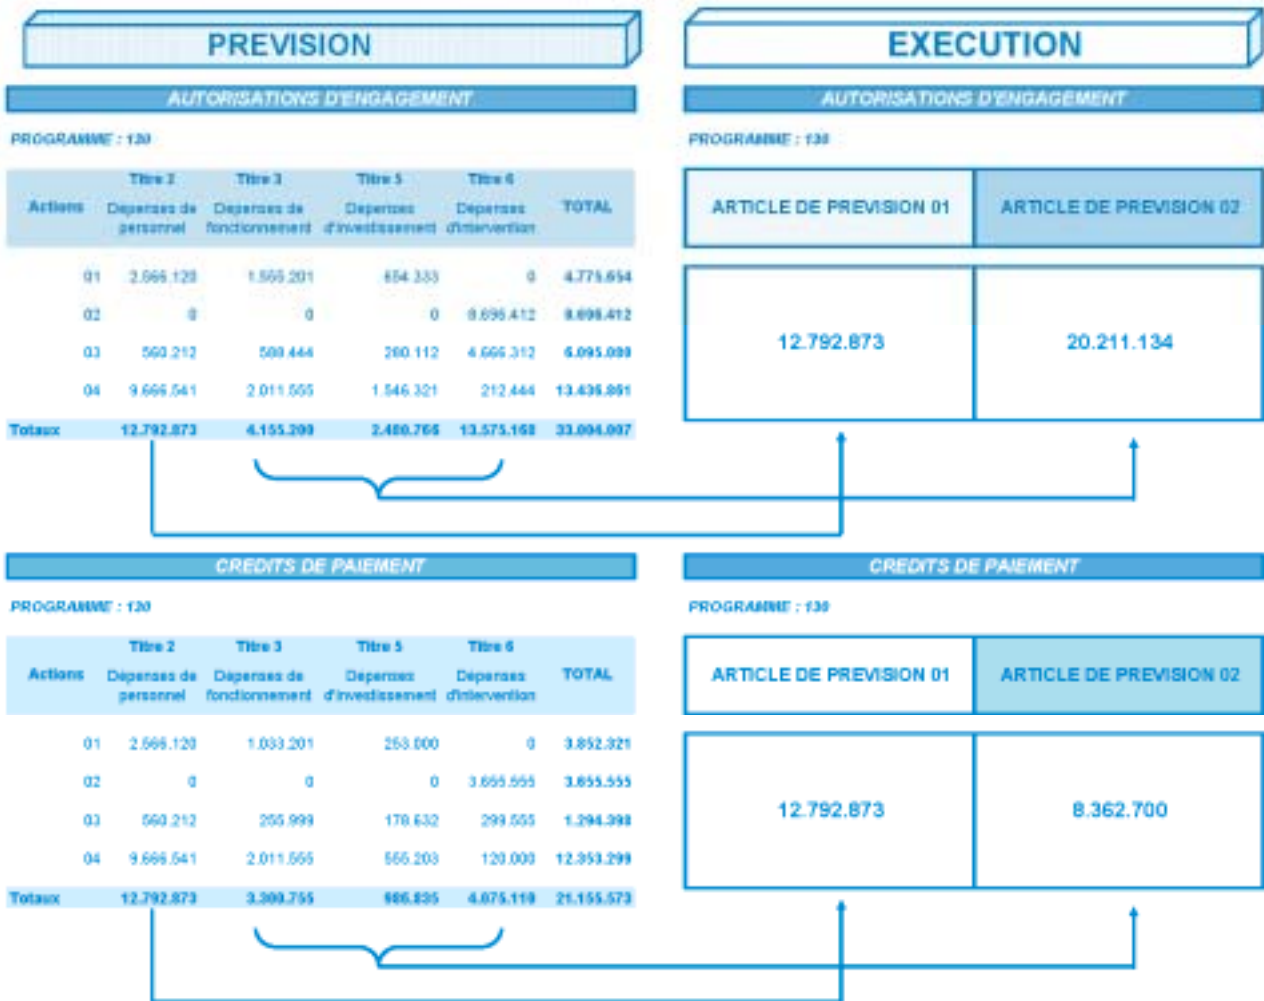 PREVISION
EXECUTION
AUTORISATIONS D'ENGAGEMENT
AUTORISATIONS D'ENGAGEMENT
PROGRAMME : 130
PROGRAMME : 130
Titre 2 Titre 3 Titre 5 Titre 6
Actions Dépenses de personnel Dépenses de fonctionnement Dépenses d'investissement Dépenses d'intervention TOTAL
ARTICLE DE PREVISION 01 ARTICLE DE PREVISION 02
01 2.566.120 1.555.201 654.333 0 4.775.654
02 0 0 0 8.696.412 8.696.412
03 560.212 588.444 280.112 4.666.312 6.095.080
12.792.873 20.211.134
04 9.666.541 2.011.555 1.546.321 212.444 13.436.861
Totaux 12.792.873 4.155.200 2.480.766 13.575.168 33.004.007
CREDITS DE PAIEMENT
CREDITS DE PAIEMENT
PROGRAMME : 130
PROGRAMME : 130
Titre 2 Titre 3 Titre 5 Titre 6
Actions Dépenses de personnel Dépenses de fonctionnement Dépenses d'investissement Dépenses d'intervention TOTAL
ARTICLE DE PREVISION 01 ARTICLE DE PREVISION 02
01 2.566.120 1.033.201 253.000 0 3.852.321
02 0 0 0 3.655.555 3.655.555
03 560.212 255.999 178.632 299.555 1.294.398
12.792.873 8.362.700
04 9.666.541 2.011.555 555.203 120.000 12.353.299
Totaux 12.792.873 3.300.755 986.835 4.075.110 21.155.573